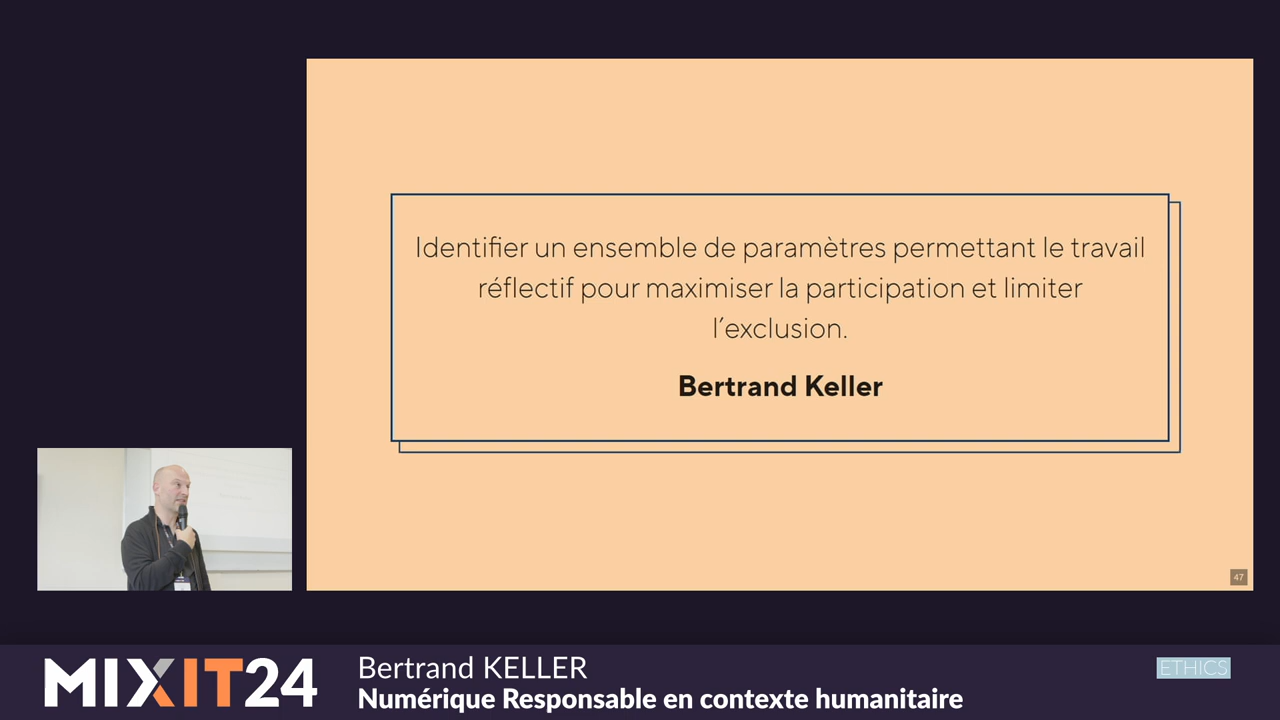 Identifier un ensemble de paramètres permettant le travail
réflectif pour maximiser la participation et limiter
l’exclusion.
Bertrand Keller
47
MIXIT24
Bertrand KELLER
Numérique Responsable en contexte humanitaire
ETHICS